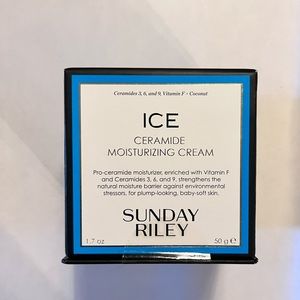 Ceramides 3, 6, and 9, Vitamin F • Coconut
ICE
CERAMIDE
MOISTURIZING CREAM
Pro-ceramide moisturizer, enriched with Vitamin F
and Ceramides 3, 6, and 9, strengthens the
natural moisture barrier against environmental
stressors, for plump-looking, baby-soft skin.
SUNDAY
RILEY
1.7 oz 50 g ℮